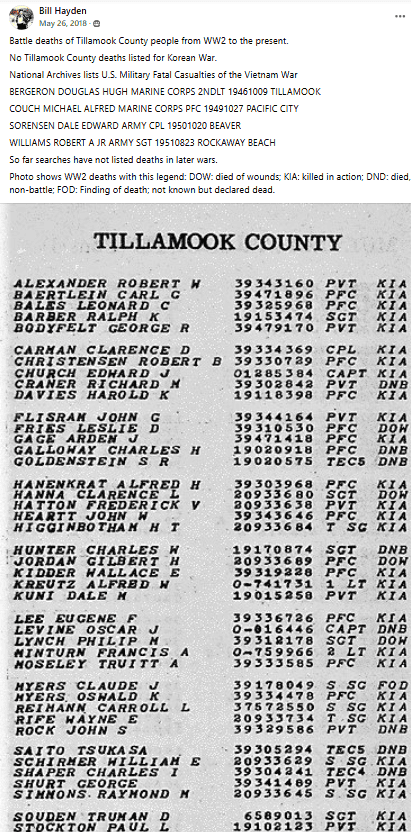 Bill Hayden
May 26, 2018
Battle deaths of Tillamook County people from WW2 to the present.
No Tillamook County deaths listed for Korean War.
National Archives lists U.S. Military Fatal Casualties of the Vietnam War
BERGERON DOUGLAS HUGH MARINE CORPS 2NDLT 19461009 TILLAMOOK
COUCH MICHAEL ALFRED MARINE CORPS PFC 19491027 PACIFIC CITY
SORENSEN DALE EDWARD ARMY CPL 19501020 BEAVER
WILLIAMS ROBERT A JR ARMY SGT 19510823 ROCKAWAY BEACH
So far searches have not listed deaths in later wars.
Photo shows WW2 deaths with this legend: DOW: died of wounds; KIA: killed in action; DND: died,
non-battle; FOD: Finding of death; not known but declared dead.
TILLAMOOK COUNTY
ALEXANDER ROBERT W 39343160 PVT KIA
BAERTLEIN CARL G 39471896 PFC KIA
BALES LEONARD C 39325968 PFC KIA
BARBER RALPH K 19153474 SGT KIA
BODYFELT GEORGE R 39479170 PVT KIA
CARMAN CLARENCE D 39334369 CPL KIA
CHRISTENSEN ROBERT B 39330729 PFC KIA
CHURCH EDWARD J 01285384 CAPT KIA
CRANER RICHARD M 39302842 PVT DNB
DAVIES HAROLD K 19118398 PFC KIA
FLISRAM JOHN G 39344164 PVT KIA
FRIES LESLIE D 39310530 PFC DOW
GAGE ARDEN J 39471418 PFC KIA
GALLOWAY CHARLES H 19020918 PFC DNB
GOLDENSTEIN S R 19020575 TEC5 DNB
HANENKRAT ALFRED H 39303968 PFC KIA
HANNA CLARENCE L 20933680 SGT DOW
HATTON FREDERICK V 20933638 PVT KIA
HEARTT JOHN W 39343646 PFC KIA
HIGGINBOTHAM H T 20933684 T SG KIA
HUNTER CHARLES W 19170874 SGT DNB
JORDAN GILBERT H 20933689 PFC DOW
KIDDER WALLACE E 39319228 PFC KIA
KREUTZ ALFRED W 0-741731 LT KIA
KUNI DALE M 19015258 PVT KIA
LEE EUGENE F 39336726 PFC KIA
LEVINE OSCAR J 0-016446 CAPT DNB
LYNCH PHILIP M 39312178 SGT DOW
MINTURN FRANCIS A 0-759966 2 LT KIA
MOSELEY TRUITT A 39333585 PFC KIA
MYERS CLAUDE J 39178049 S SG FOD
MYERS OSWALD K 39334478 PFC KIA
REIMANN CARROLL L 37572550 S SG KIA
RIFE WAYNE E 20933734 T SG KIA
ROCK JOHN S 39329586 PVT DNB
SAITO TSUKASA 39305294 TEC5 DNB
SCHIRMER WILLIAM E 20933629 S SG KIA
SHAPER CHARLES I 39304241 TEC4 DNB
SHURT GEORGE 39341489 PVT KIA
SIMMONS RAYMOND M 20933645 S SG KIA
SOUDEN TRUMAN D 6589013 SGT KIA
STOCKTON PAUL L 19102123 PVT KIA